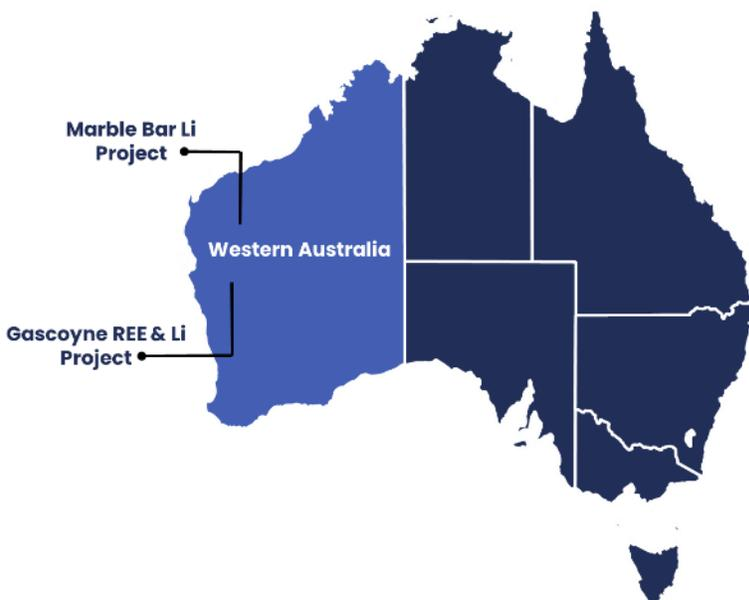 Marble Bar Li
Project
Western Australia
Gascoyne REE & Li
Project